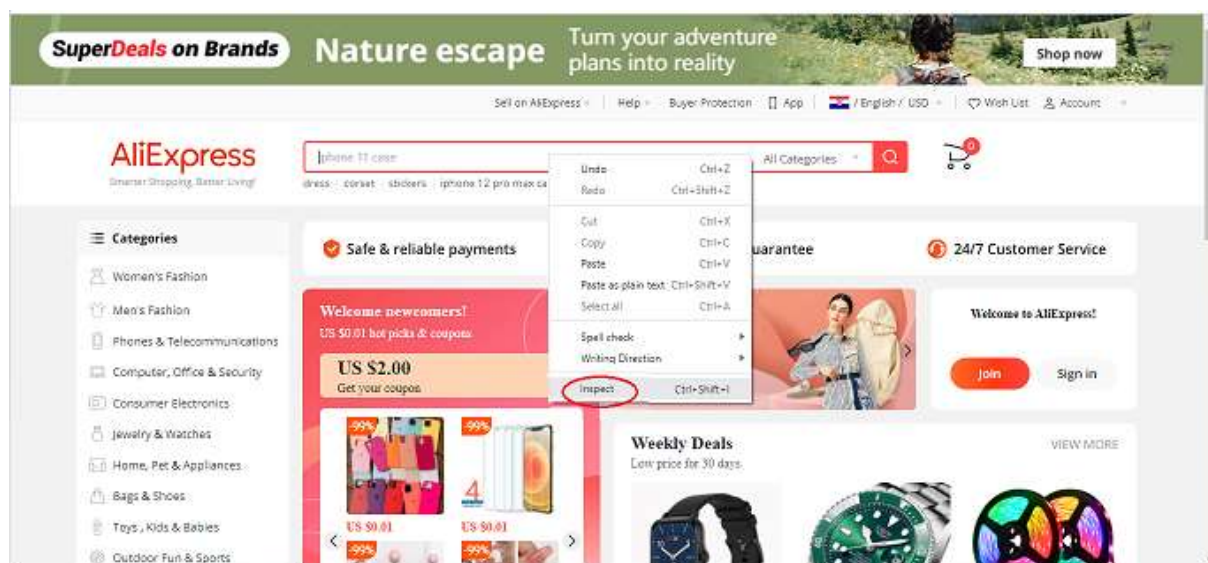 SuperDeals on Brands
Nature escape
Turn your adventure
plans into reality
Shop now
Sell on AliExpress
Help
Buyer Protection
App
/ English / USD
Wish List
Account
AliExpress
Smarter Shopping, Better Living!
Iphone 11 case
All Categories
0
dress
corset
stickers
iphone 12 pro max ca
Undo Ctrl+Z
Redo Ctrl+Shift+Z
Cut Ctrl+X
Copy Ctrl+C
Paste Ctrl+V
Paste as plain text Ctrl+Shift+V
Select all Ctrl+A
Spell check
Writing Direction
Inspect Ctrl+Shift+I
Categories
Women's Fashion
Men's Fashion
Phones & Telecommunications
Computer, Office & Security
Consumer Electronics
Jewelry & Watches
Home, Pet & Appliances
Bags & Shoes
Toys , Kids & Babies
Outdoor Fun & Sports
Safe & reliable payments
uarantee
24/7 Customer Service
Welcome newcomers!
US $0.01 hot picks & coupons
US $2.00
Get your coupon
-99%
-99%
4
US $0.01
US $0.01
-99%
-99%
Welcome to AliExpress!
Join
Sign in
Weekly Deals
VIEW MORE
Low price for 30 days